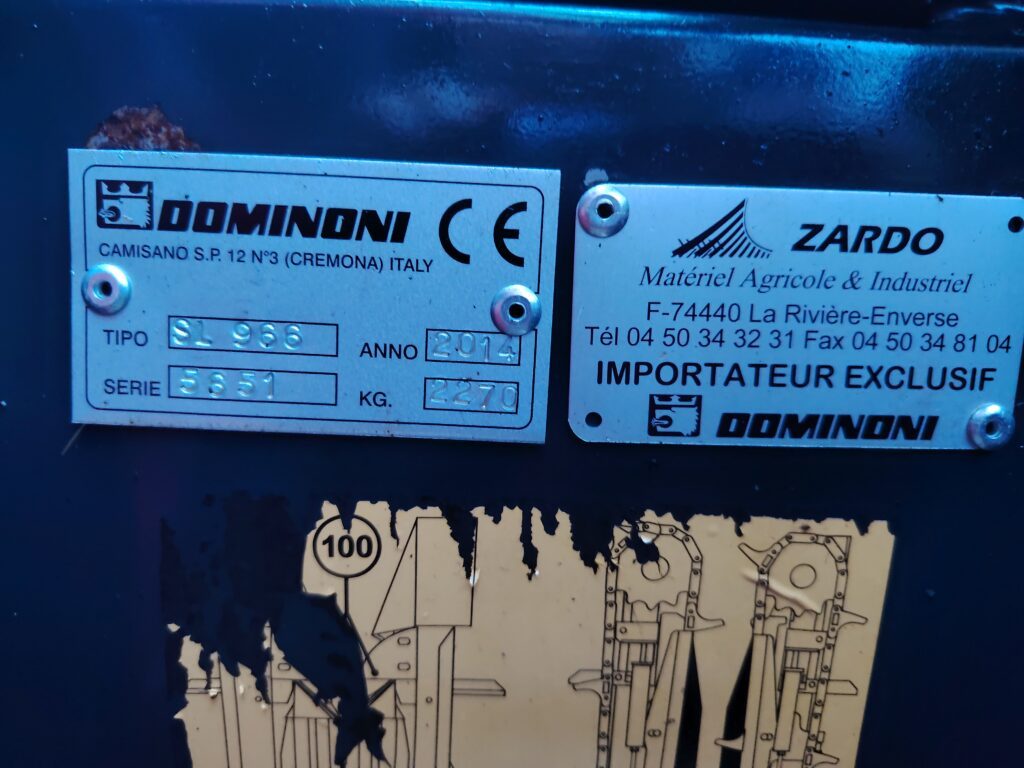 DOMINONI CE
CAMISANO S.P. 12 N°3 (CREMONA) ITALY
TIPO SL 966 ANNO 2014
SERIE 5851 KG. 2270
ZARDO
Matériel Agricole & Industriel
F-74440 La Rivière-Enverse
Tél 04 50 34 32 31 Fax 04 50 34 81 04
IMPORTATEUR EXCLUSIF
DOMINONI
100